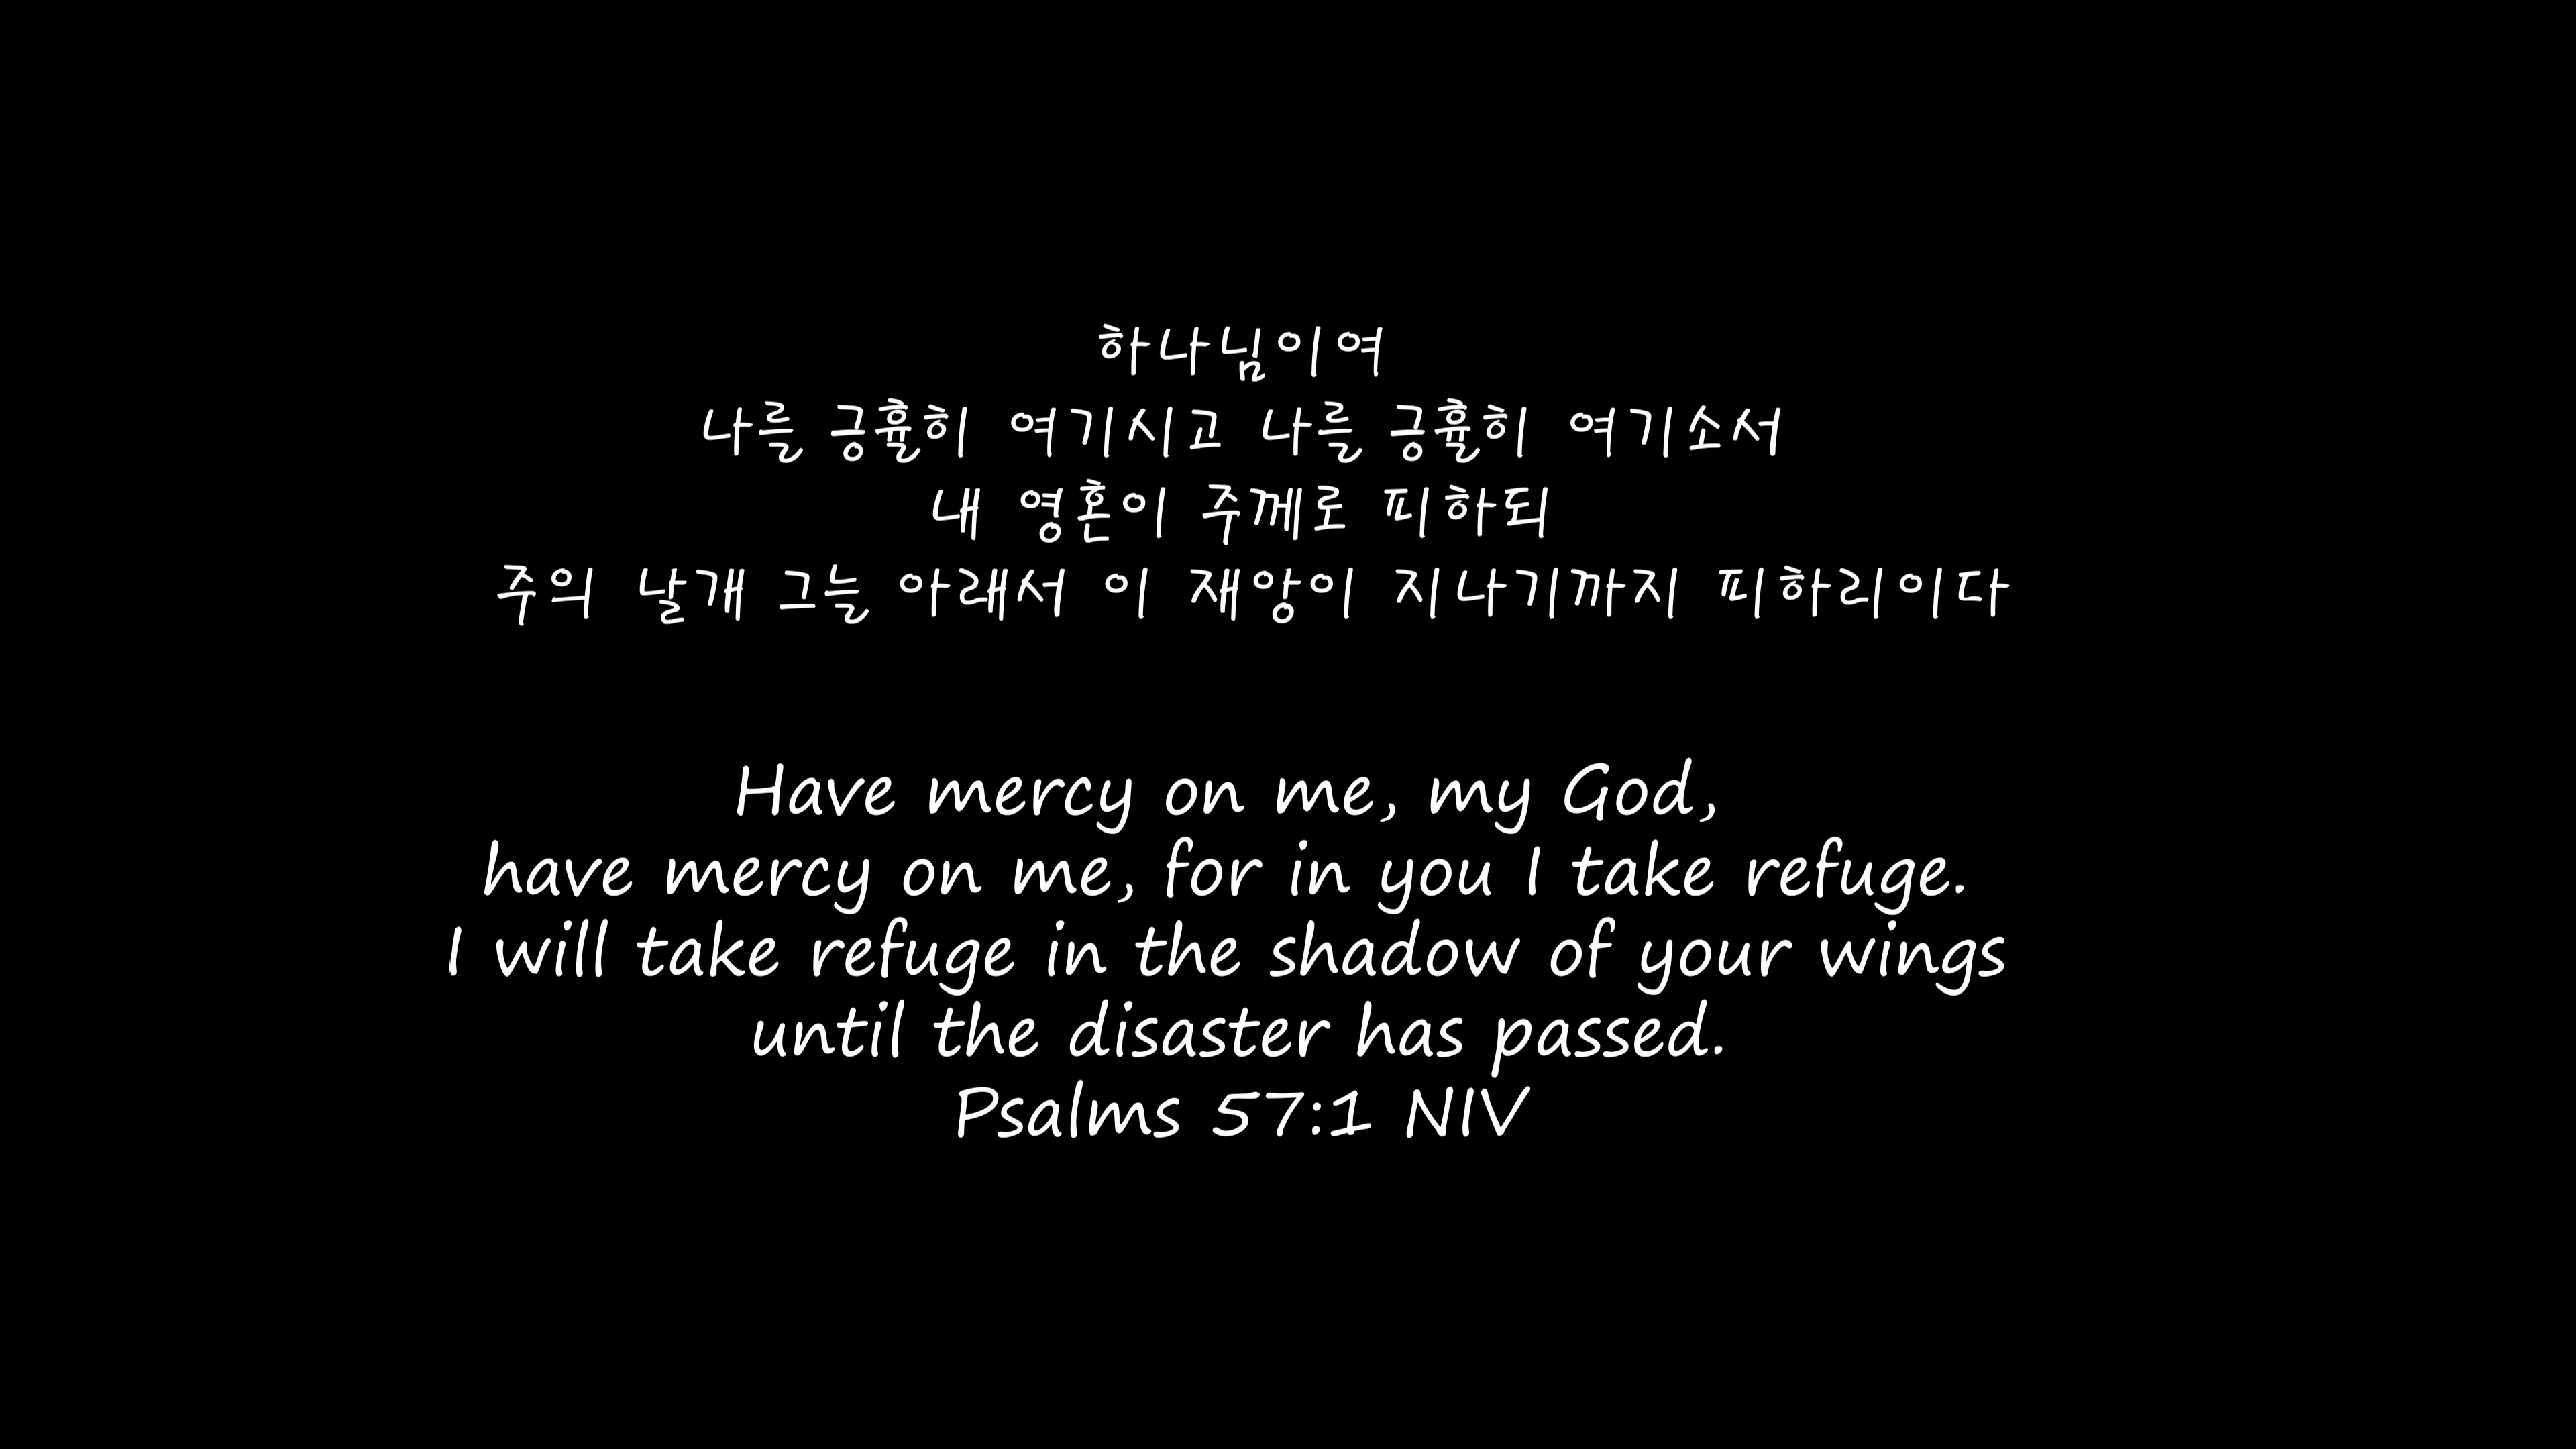 하나님이여
나를 긍휼히 여기시고 나를 긍휼히 여기소서
내 영혼이 주께로 피하되
주의 날개 그늘 아래서 이 재앙이 지나기까지 피하리이다
Have mercy on me, my God,
have mercy on me, for in you I take refuge.
I will take refuge in the shadow of your wings
until the disaster has passed.
Psalms 57:1 NIV